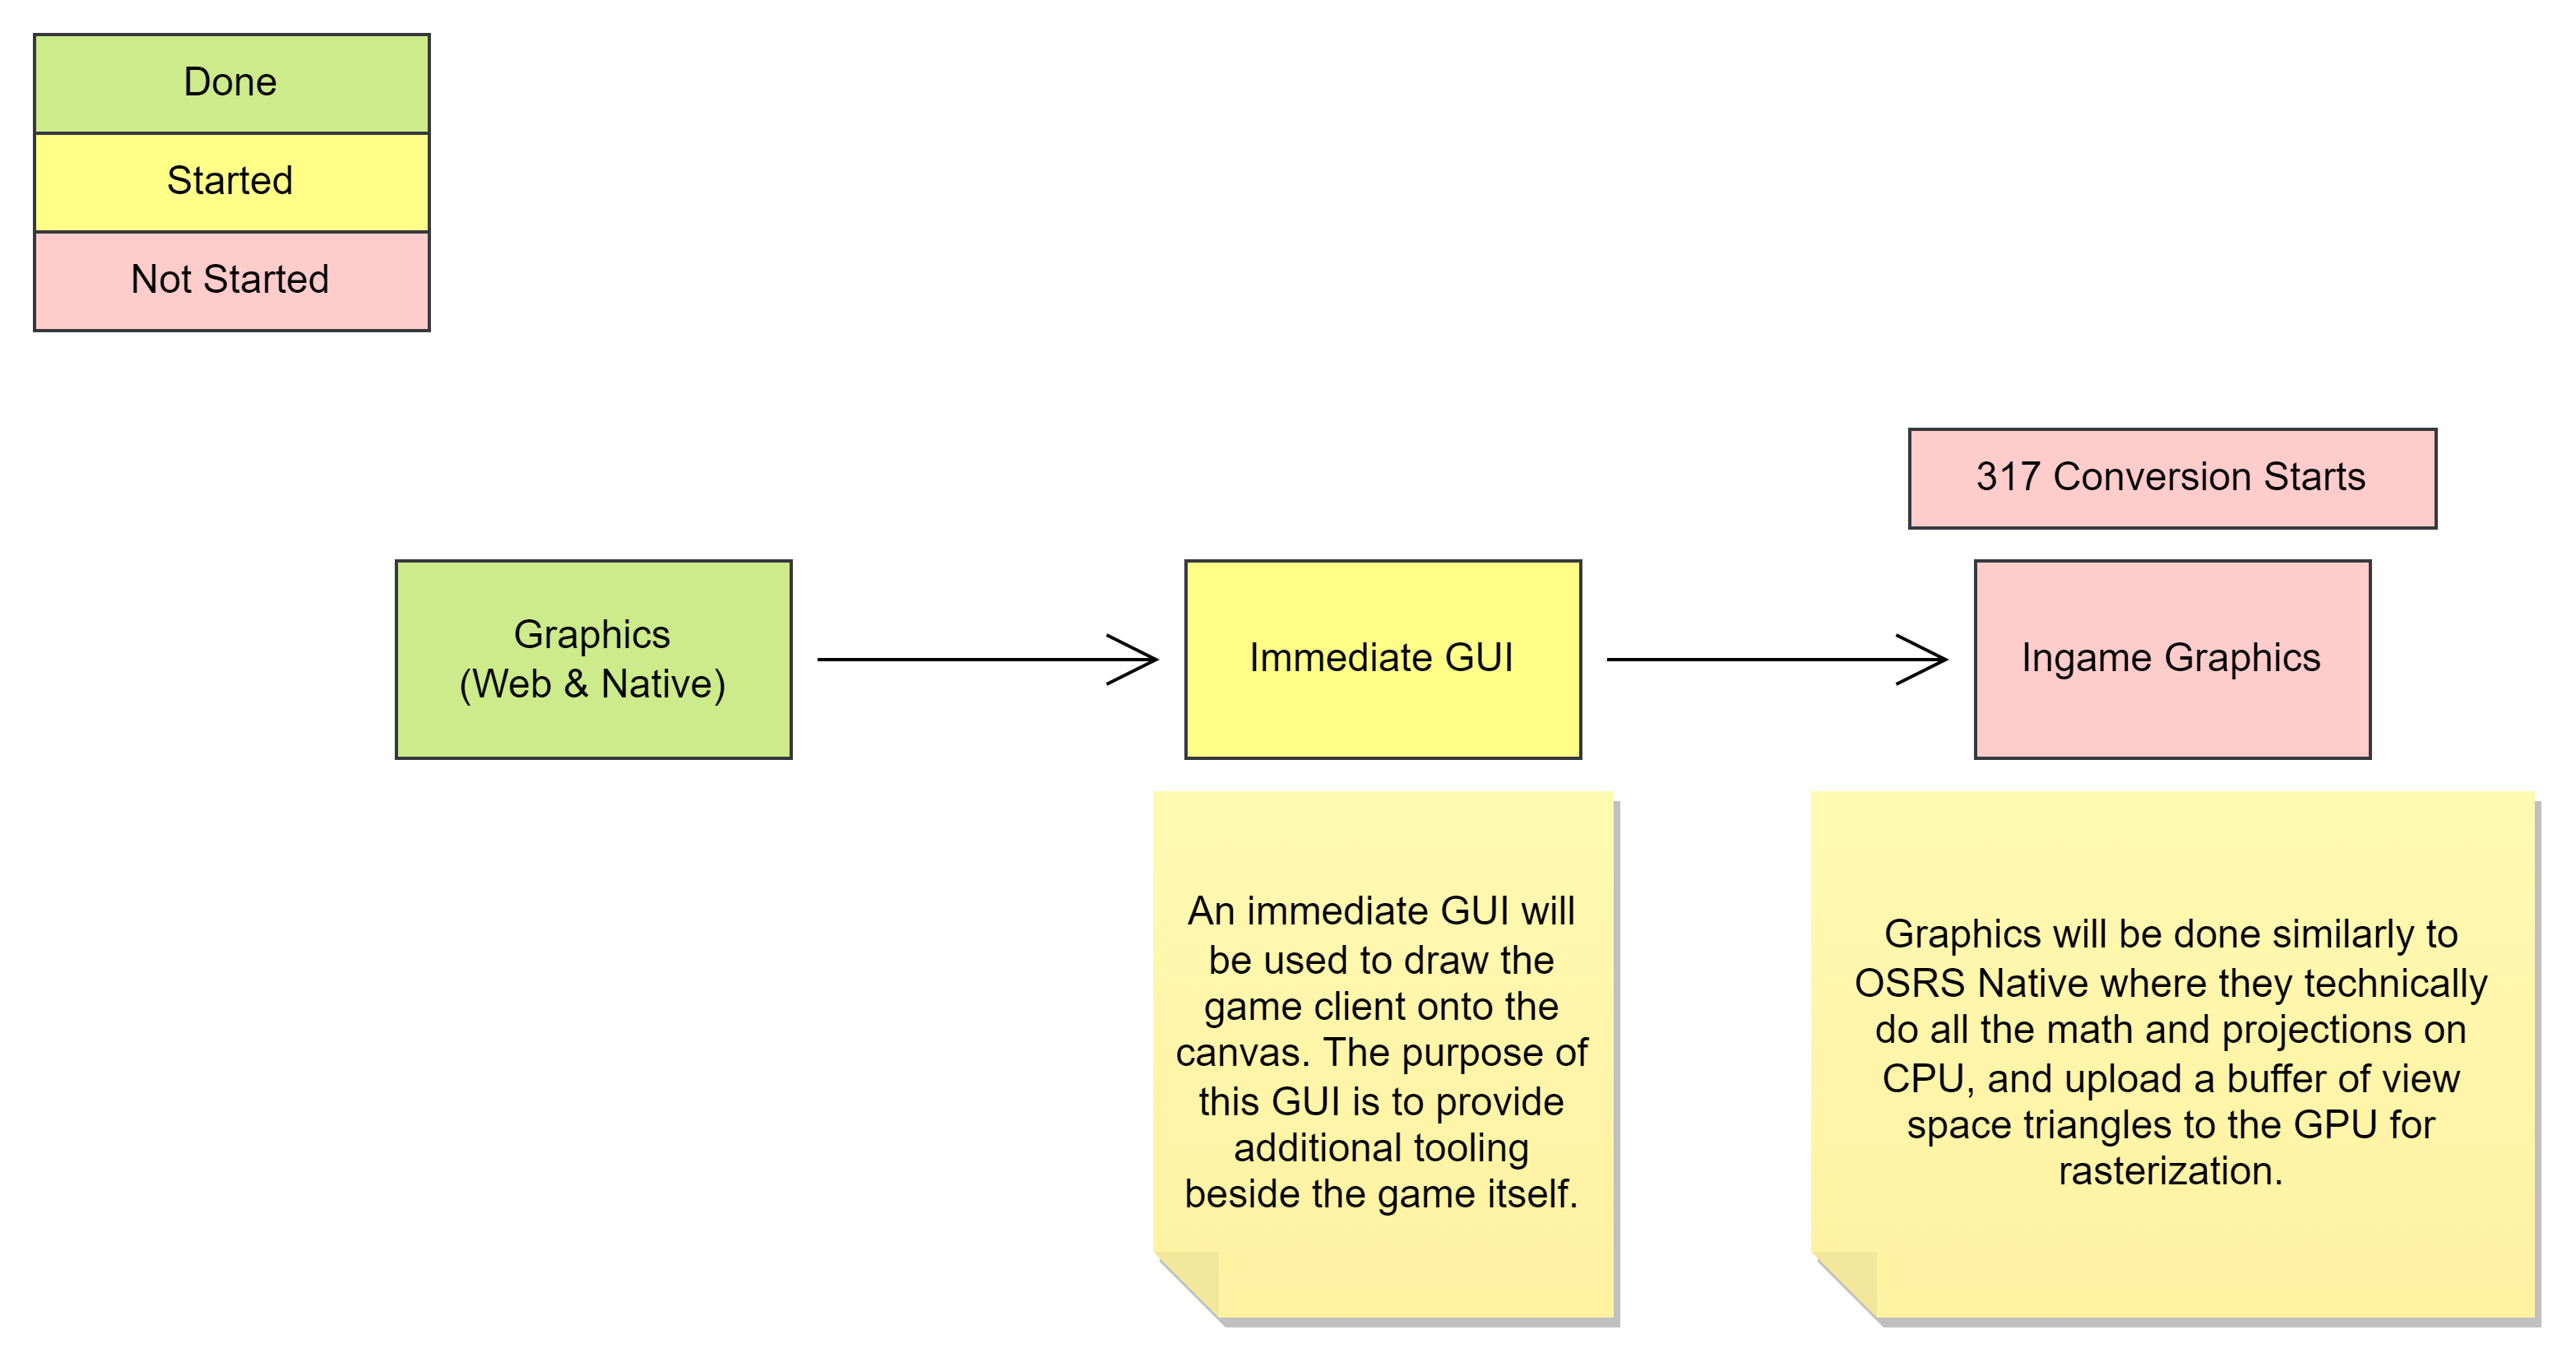 Done
Started
Not Started
317 Conversion Starts
Graphics
(Web & Native)
Immediate GUI
Ingame Graphics
An immediate GUI will
be used to draw the
game client onto the
canvas. The purpose of
this GUI is to provide
additional tooling
beside the game itself.
Graphics will be done similarly to
OSRS Native where they technically
do all the math and projections on
CPU, and upload a buffer of view
space triangles to the GPU for
rasterization.